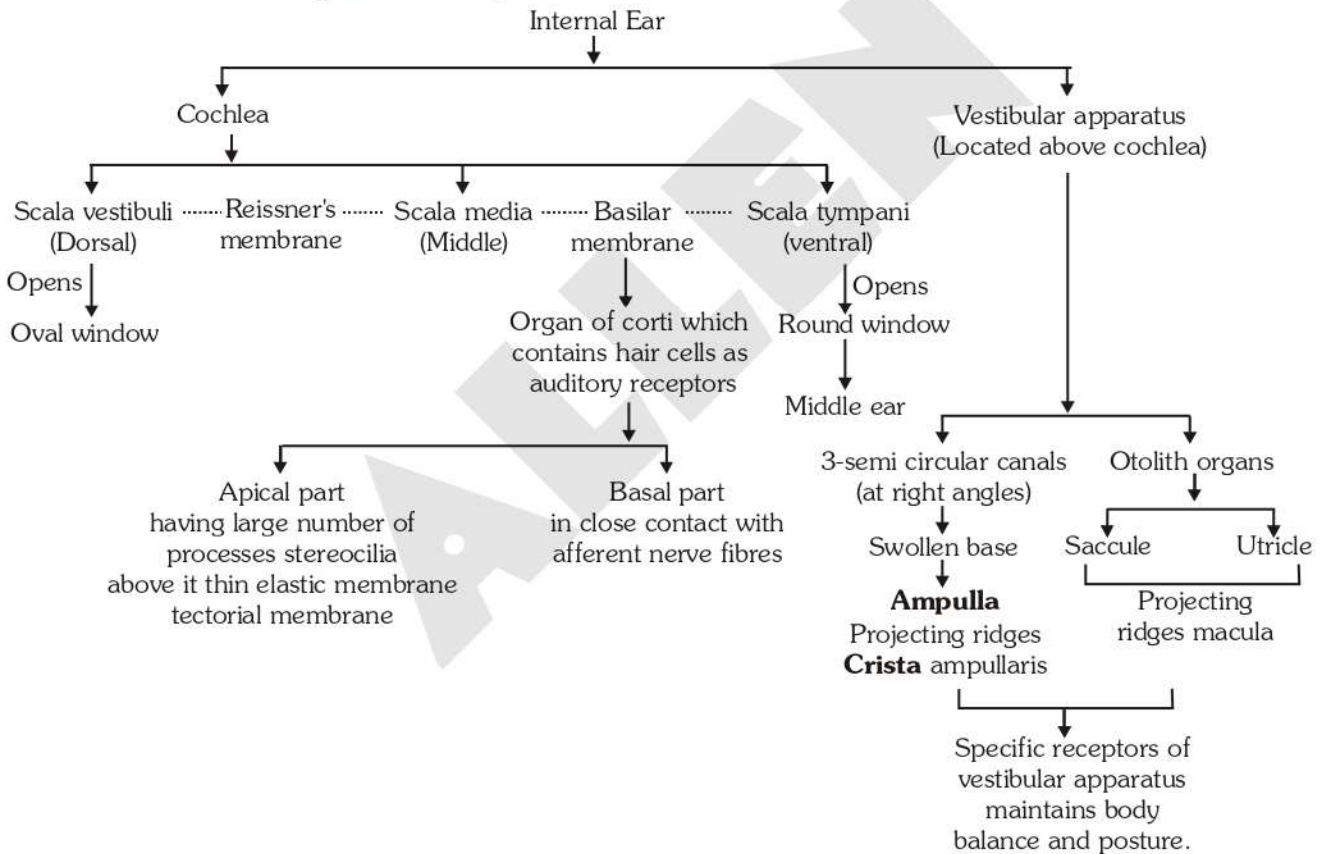 Internal Ear
Cochlea
Vestibular apparatus
(Located above cochlea)
Scala vestibuli
(Dorsal)
Reissner's
membrane
Scala media
(Middle)
Basilar
membrane
Scala tympani
(ventral)
Opens
Oval window
Organ of corti which
contains hair cells as
auditory receptors
Opens
Round window
Middle ear
Apical part
having large number of
processes stereocilia
above it thin elastic membrane
tectorial membrane
Basal part
in close contact with
afferent nerve fibres
3-semi circular canals
(at right angles)
Swollen base
Ampulla
Projecting ridges
Crista ampullaris
Otolith organs
Saccule
Utricle
Projecting
ridges macula
Specific receptors of
vestibular apparatus
maintains body
balance and posture.
ALLEN